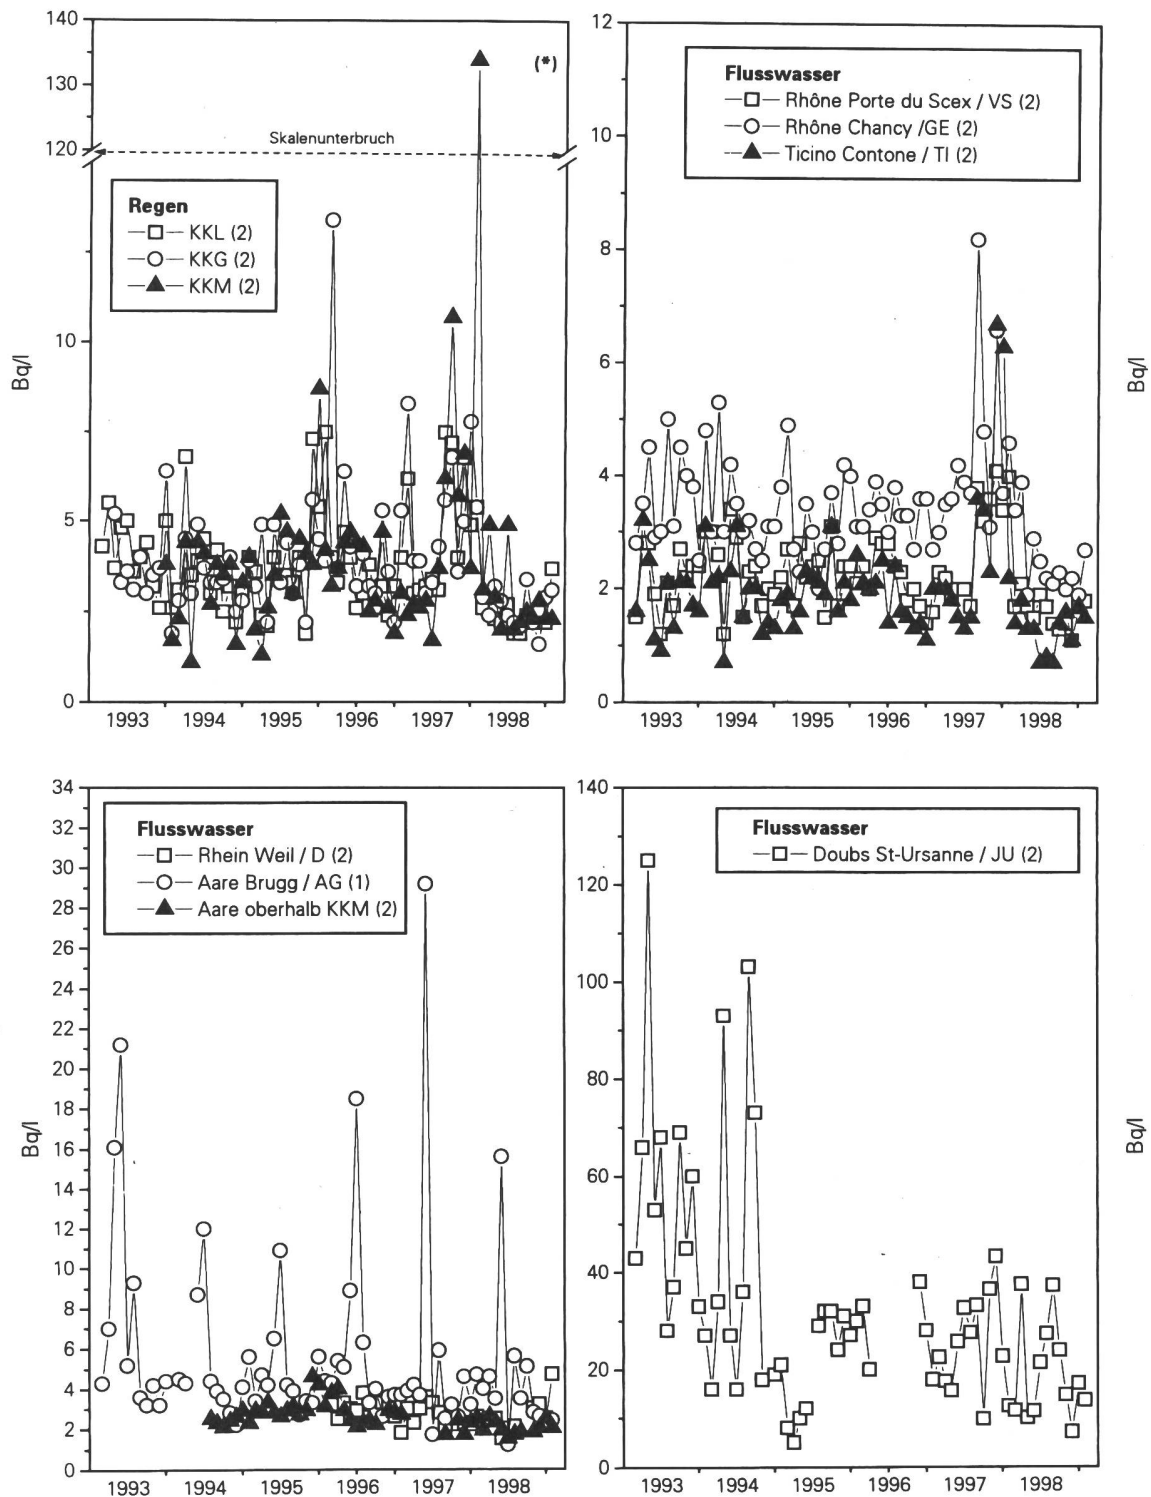 140
130
120
10
5
0
Bq/l
(*)
Skalenunterbruch
Regen
KKL (2)
KKG (2)
KKM (2)
1993 1994 1995 1996 1997 1998
12
10
8
6
4
2
0
Bq/l
Flusswasser
Rhône Porte du Scex / VS (2)
Rhône Chancy /GE (2)
Ticino Contone / TI (2)
1993 1994 1995 1996 1997 1998
34
32
30
28
26
24
22
20
18
16
14
12
10
8
6
4
2
0
Bq/l
Flusswasser
Rhein Weil / D (2)
Aare Brugg / AG (1)
Aare oberhalb KKM (2)
1993 1994 1995 1996 1997 1998
140
120
100
80
60
40
20
0
Bq/l
Flusswasser
Doubs St-Ursanne / JU (2)
1993 1994 1995 1996 1997 1998